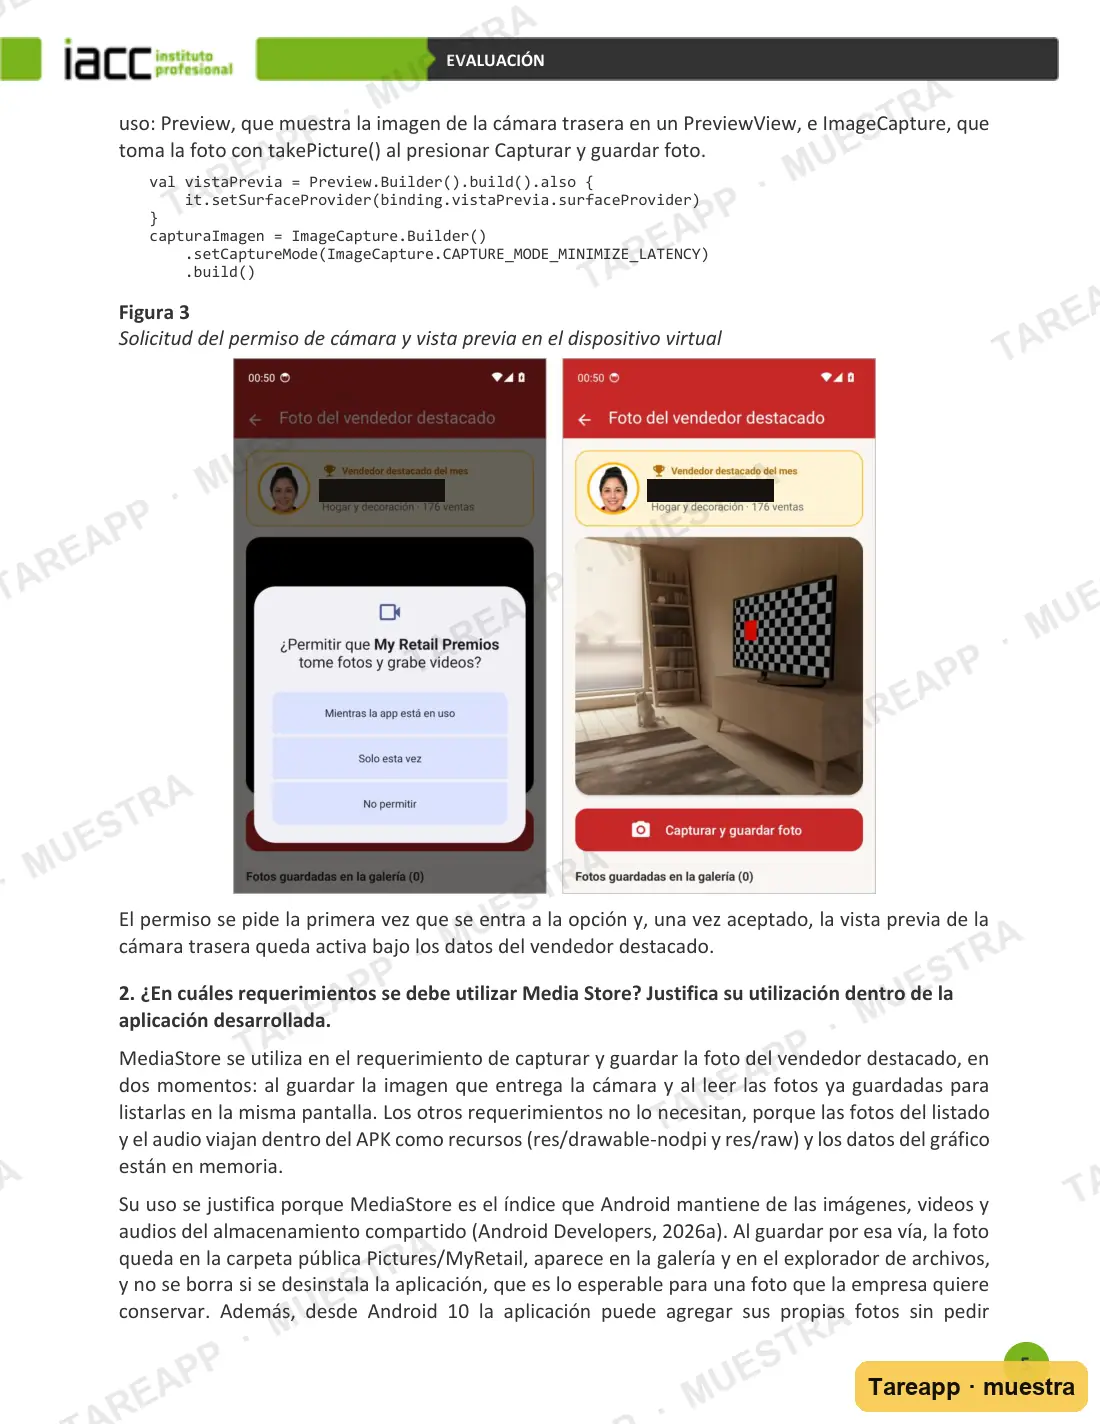 iacc instituto profesional
EVALUACIÓN
uso: Preview, que muestra la imagen de la cámara trasera en un PreviewView, e ImageCapture, que
toma la foto con takePicture() al presionar Capturar y guardar foto.
val vistaPrevia = Preview.Builder().build().also {
it.setSurfaceProvider(binding.vistaPrevia.surfaceProvider)
}
capturaImagen = ImageCapture.Builder()
.setCaptureMode(ImageCapture.CAPTURE_MODE_MINIMIZE_LATENCY)
.build()
Figura 3
Solicitud del permiso de cámara y vista previa en el dispositivo virtual
00:50
Foto del vendedor destacado
Vendedor destacado del mes
Hogar y decoración · 176 ventas
¿Permitir que My Retail Premios
tome fotos y grabe videos?
Mientras la app está en uso
Solo esta vez
No permitir
Fotos guardadas en la galería (0)
00:50
Foto del vendedor destacado
Vendedor destacado del mes
Hogar y decoración · 176 ventas
Capturar y guardar foto
Fotos guardadas en la galería (0)
El permiso se pide la primera vez que se entra a la opción y, una vez aceptado, la vista previa de la
cámara trasera queda activa bajo los datos del vendedor destacado.
2. ¿En cuáles requerimientos se debe utilizar Media Store? Justifica su utilización dentro de la
aplicación desarrollada.
MediaStore se utiliza en el requerimiento de capturar y guardar la foto del vendedor destacado, en
dos momentos: al guardar la imagen que entrega la cámara y al leer las fotos ya guardadas para
listarlas en la misma pantalla. Los otros requerimientos no lo necesitan, porque las fotos del listado
y el audio viajan dentro del APK como recursos (res/drawable-nodpi y res/raw) y los datos del gráfico
están en memoria.
Su uso se justifica porque MediaStore es el índice que Android mantiene de las imágenes, videos y
audios del almacenamiento compartido (Android Developers, 2026a). Al guardar por esa vía, la foto
queda en la carpeta pública Pictures/MyRetail, aparece en la galería y en el explorador de archivos,
y no se borra si se desinstala la aplicación, que es lo esperable para una foto que la empresa quiere
conservar. Además, desde Android 10 la aplicación puede agregar sus propias fotos sin pedir
Tareapp · muestra
TAREAPP · MUESTRA